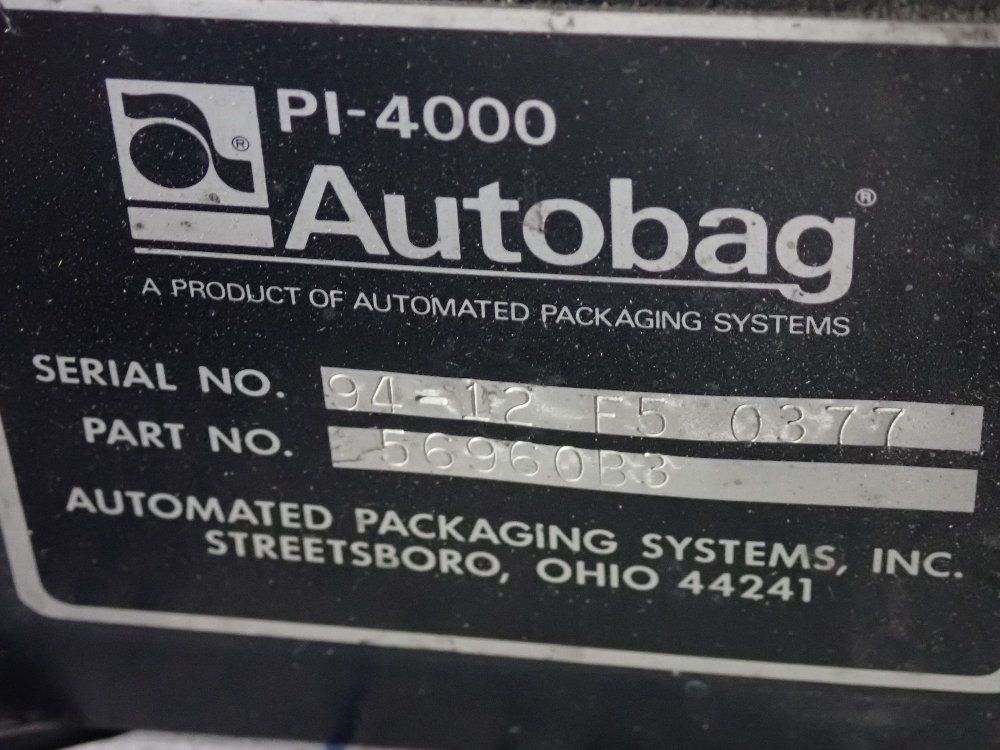 PI-4000
®
Autobag®
A PRODUCT OF AUTOMATED PACKAGING SYSTEMS
SERIAL NO. 94-12 F5 0377
PART NO. 56960B3
AUTOMATED PACKAGING SYSTEMS, INC.
STREETSBORO, OHIO 44241